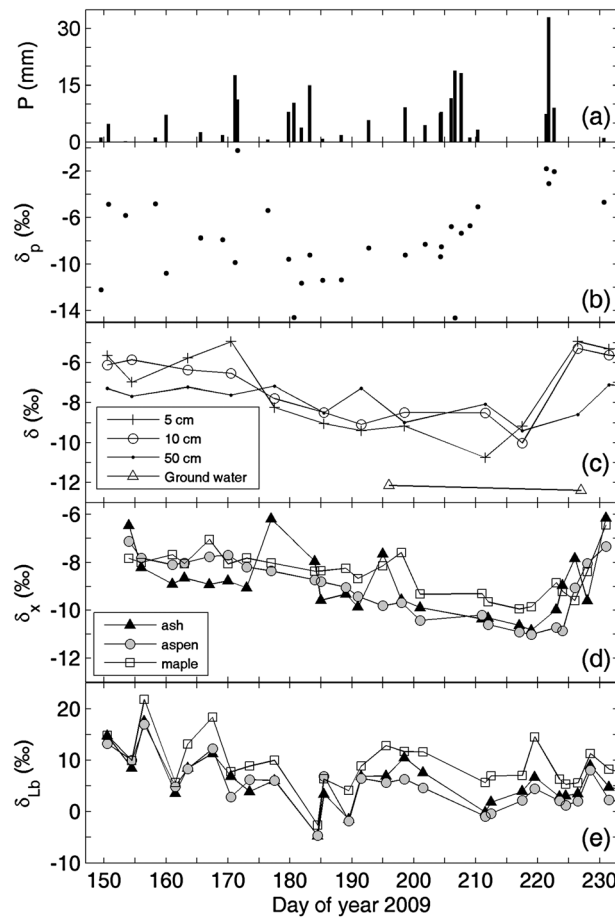 35
30
15
0
P (mm)
(a)
-2
-6
-10
-14
δp (‰)
(b)
-6
-8
-10
-12
δ (‰)
5 cm
10 cm
50 cm
Ground water
(c)
-6
-8
-10
-12
δx (‰)
ash
aspen
maple
(d)
20
10
0
-10
δLb (‰)
(e)
150 160 170 180 190 200 210 220 230
Day of year 2009